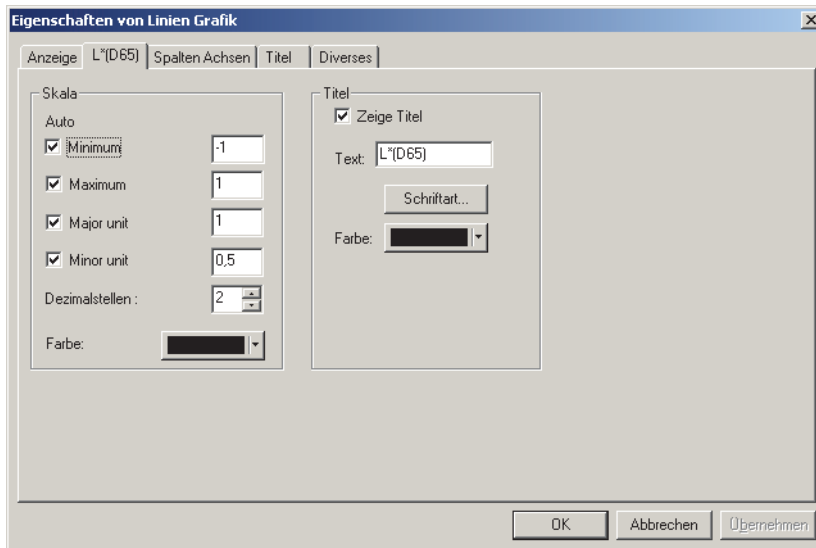 Eigenschaften von Linien Grafik
Anzeige L*(D65) Spalten Achsen Titel Diverses
Skala
Auto
Minimum -1
Maximum 1
Major unit 1
Minor unit 0,5
Dezimalstellen : 2
Farbe:
Titel
Zeige Titel
Text: L*(D65)
Schriftart...
Farbe:
OK Abbrechen Übernehmen